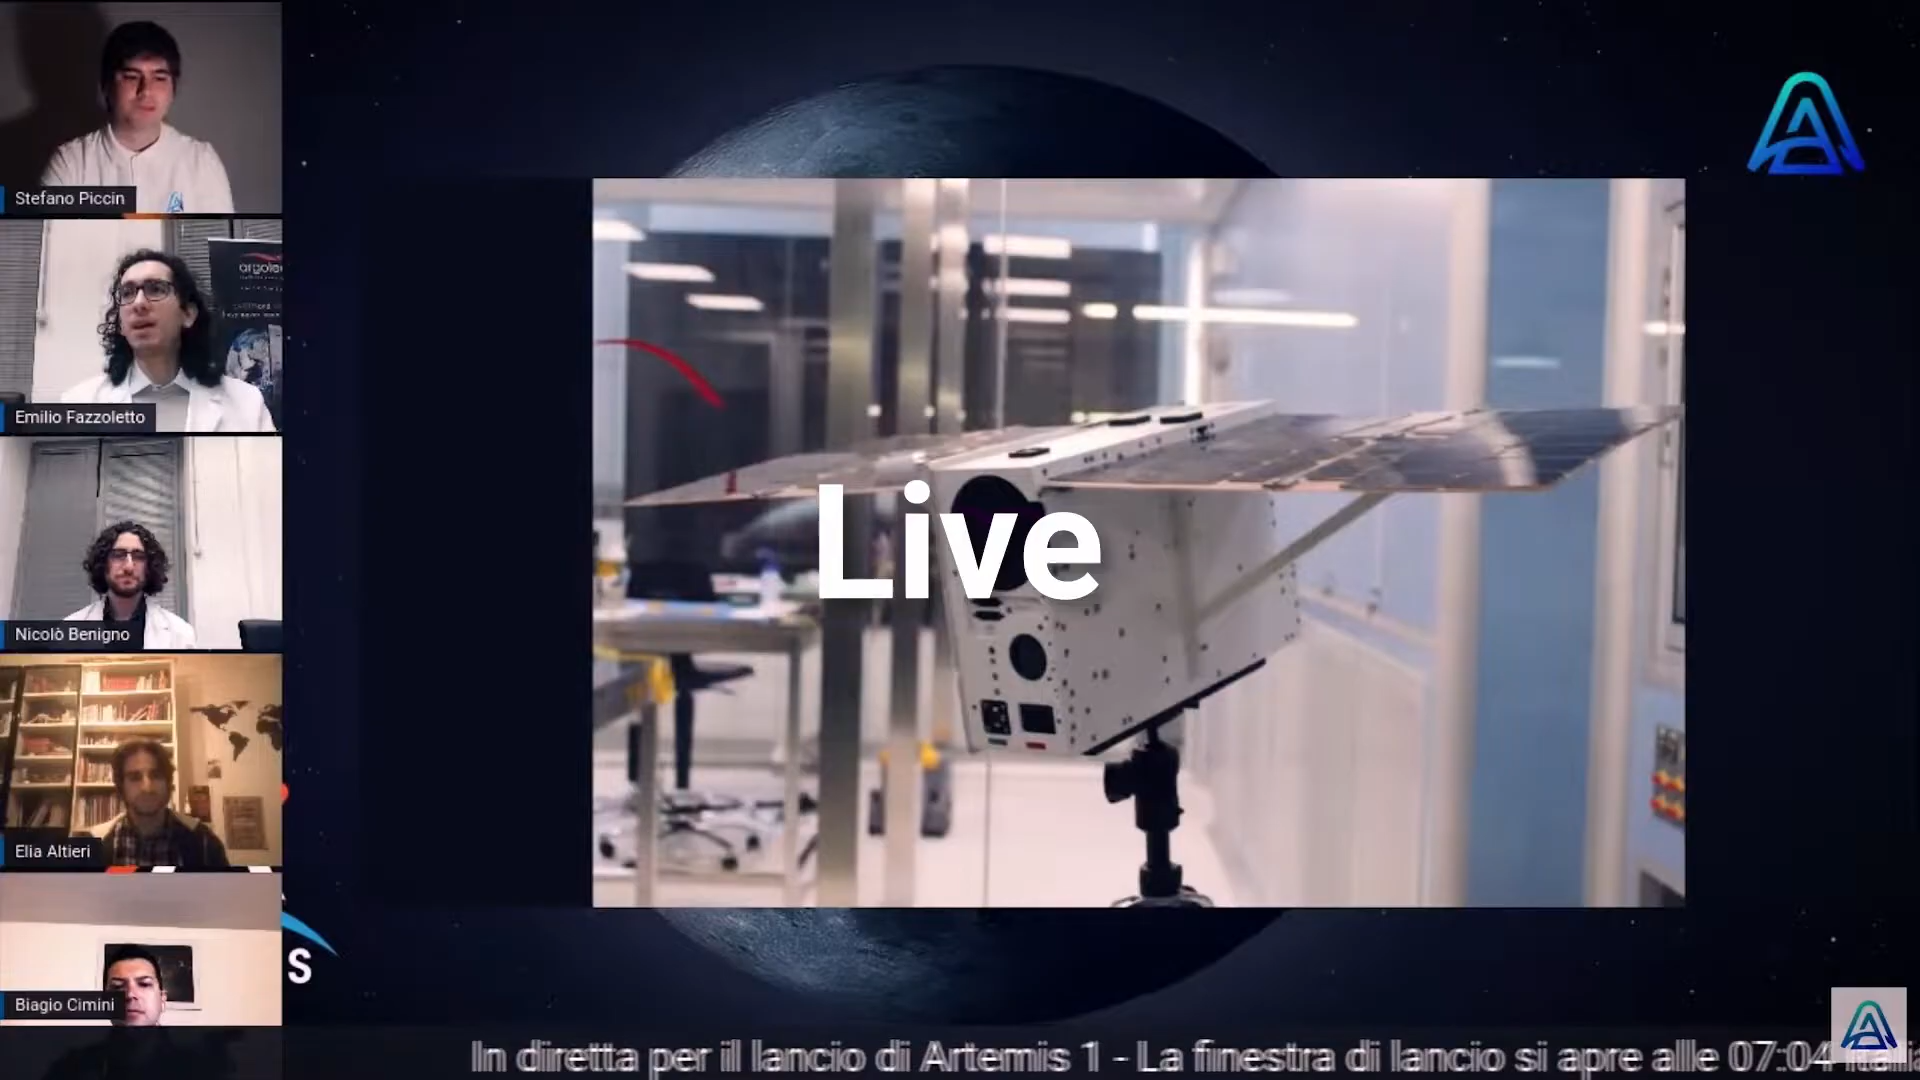 Stefano Piccin
Emilio Fazzoletto
Nicolò Benigno
Elia Altieri
Biagio Cimini
Live
S
In diretta per il lancio di Artemis 1 - La finestra di lancio si apre alle 07:04